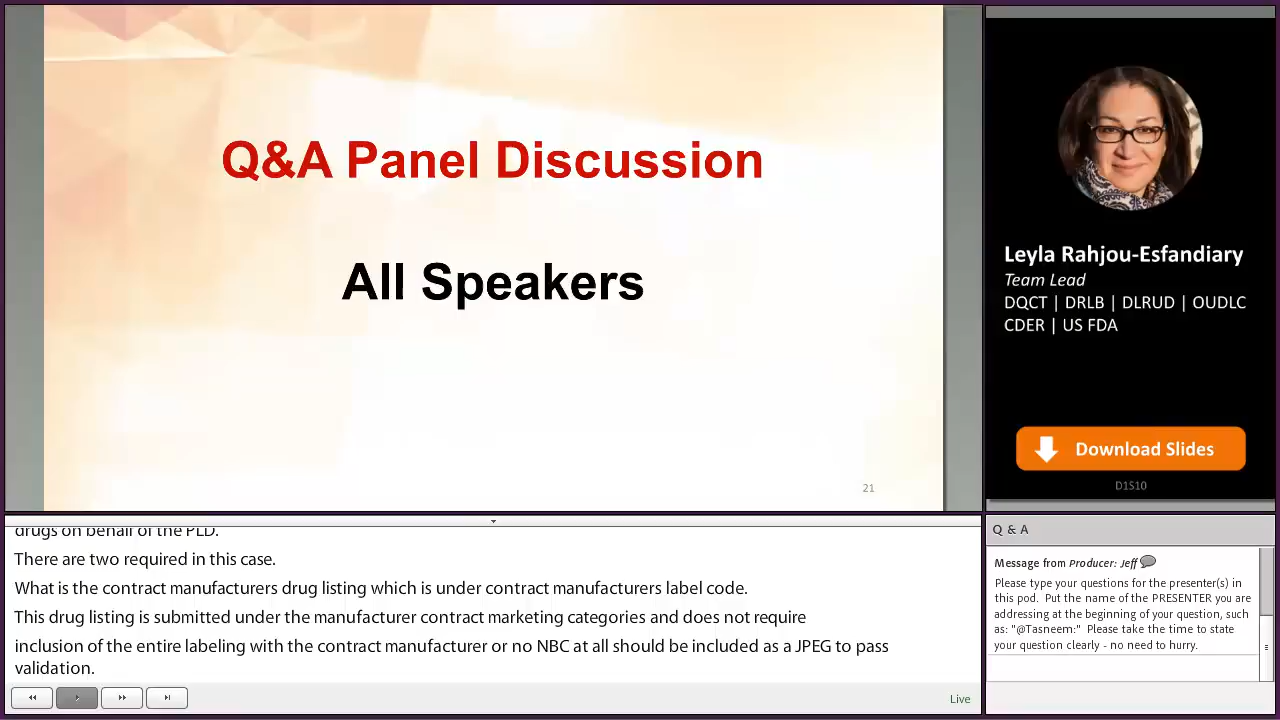 Q&A Panel Discussion
All Speakers
21
Leyla Rahjou-Esfandiary
Team Lead
DQCT | DRLB | DLRUD | OUDLC
CDER | US FDA
Download Slides
D1S10
drugs on behalf of the PLD.
There are two required in this case.
What is the contract manufacturers drug listing which is under contract manufacturers label code.
This drug listing is submitted under the manufacturer contract marketing categories and does not require
inclusion of the entire labeling with the contract manufacturer or no NBC at all should be included as a JPEG to pass
validation.
Live
Q & A
Message from Producer: Jeff
Please type your questions for the presenter(s) in
this pod. Put the name of the PRESENTER you are
addressing at the beginning of your question, such
as: "@Tasneem:" Please take the time to state
your question clearly - no need to hurry.